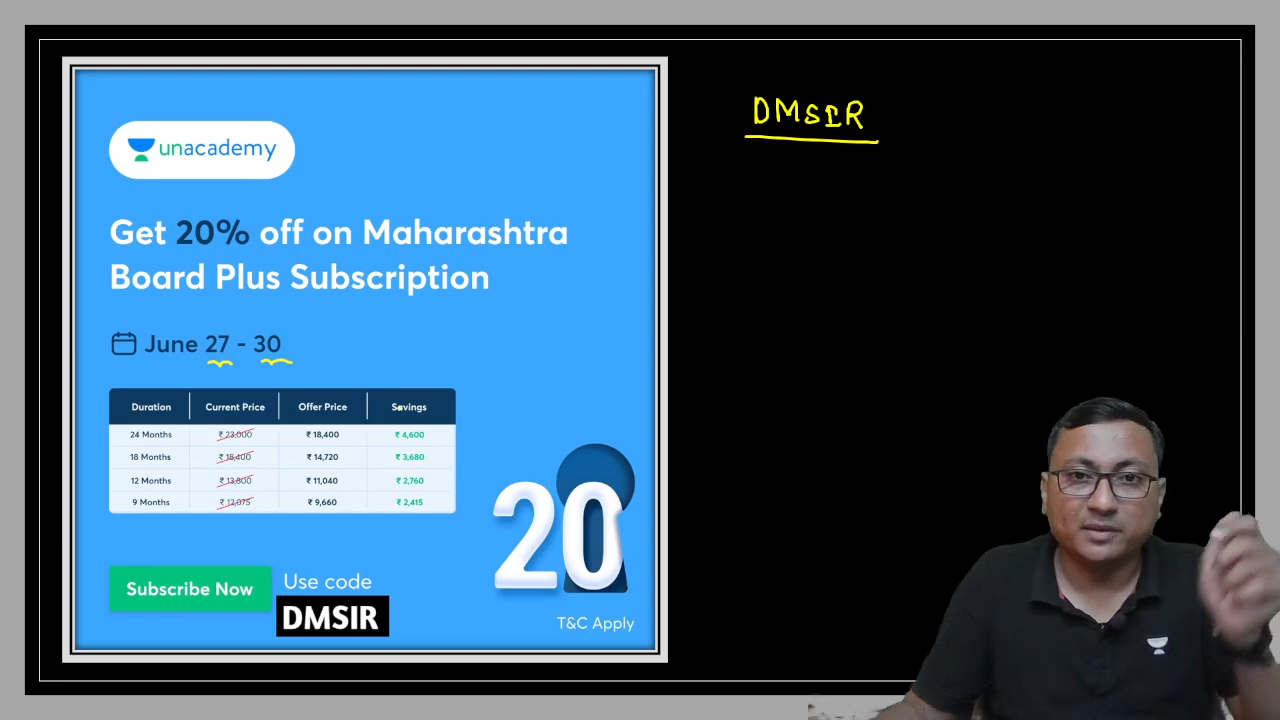 unacademy
Get 20% off on Maharashtra
Board Plus Subscription
June 27 - 30
Duration Current Price Offer Price Savings
24 Months ₹ 23,000 ₹ 18,400 ₹ 4,600
18 Months ₹ 18,400 ₹ 14,720 ₹ 3,680
12 Months ₹ 13,800 ₹ 11,040 ₹ 2,760
9 Months ₹ 12,075 ₹ 9,660 ₹ 2,415
20
Subscribe Now
Use code
DMSIR
T&C Apply
DMSIR